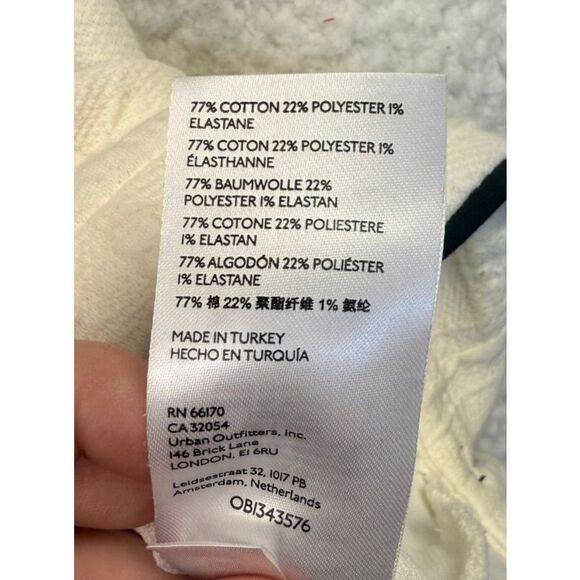 77% COTTON 22% POLYESTER 1%
ELASTANE
77% COTON 22% POLYESTER 1%
ÉLASTHANNE
77% BAUMWOLLE 22%
POLYESTER 1% ELASTAN
77% COTONE 22% POLIESTERE
1% ELASTAN
77% ALGODÓN 22% POLIÉSTER
1% ELASTANE
77% 棉 22% 聚酯纤维 1% 氨纶
MADE IN TURKEY
HECHO EN TURQUÍA
RN 66170
CA 32054
Urban Outfitters, Inc.
146 Brick Lane
LONDON. E1 6RU
Leidsestraat 32, 1017 PB
Amsterdam, Netherlands
OB1343576